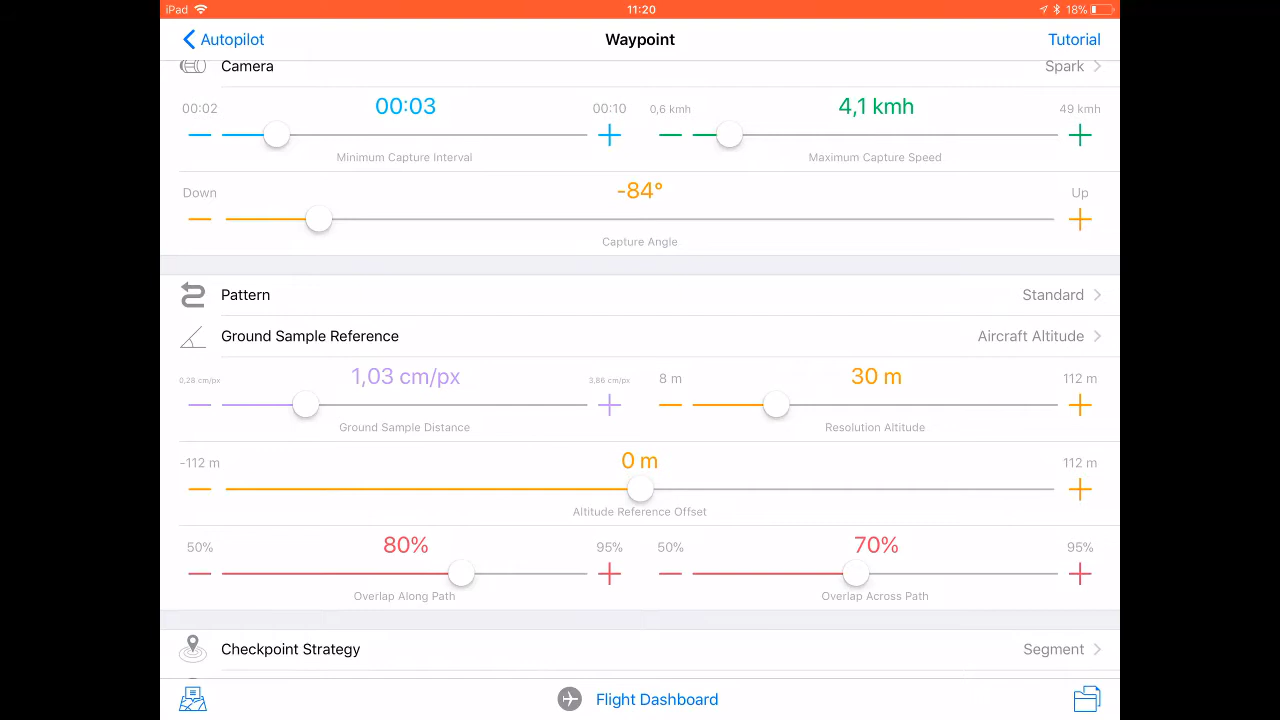 iPad 11:20 18%
Autopilot Waypoint Tutorial
Camera Spark
00:02 00:03 00:10 0,6 kmh 4,1 kmh 49 kmh
Minimum Capture Interval Maximum Capture Speed
Down -84° Up
Capture Angle
Pattern Standard
Ground Sample Reference Aircraft Altitude
0,28 cm/px 1,03 cm/px 3,86 cm/px 8 m 30 m 112 m
Ground Sample Distance Resolution Altitude
-112 m 0 m 112 m
Altitude Reference Offset
50% 80% 95% 50% 70% 95%
Overlap Along Path Overlap Across Path
Checkpoint Strategy Segment
Flight Dashboard